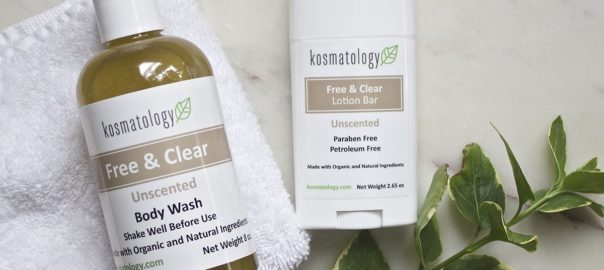 kosmatology
Free & Clear
Unscented
Body Wash
Shake Well Before Use
with Organic and Natural Ingredients
Net Weight 8 oz
matology.com
kosmatology
Free & Clear
Lotion Bar
Unscented
Paraben Free
Petroleum Free
Made with Organic and Natural Ingredients
kosmatology.com Net Weight 2.65 oz